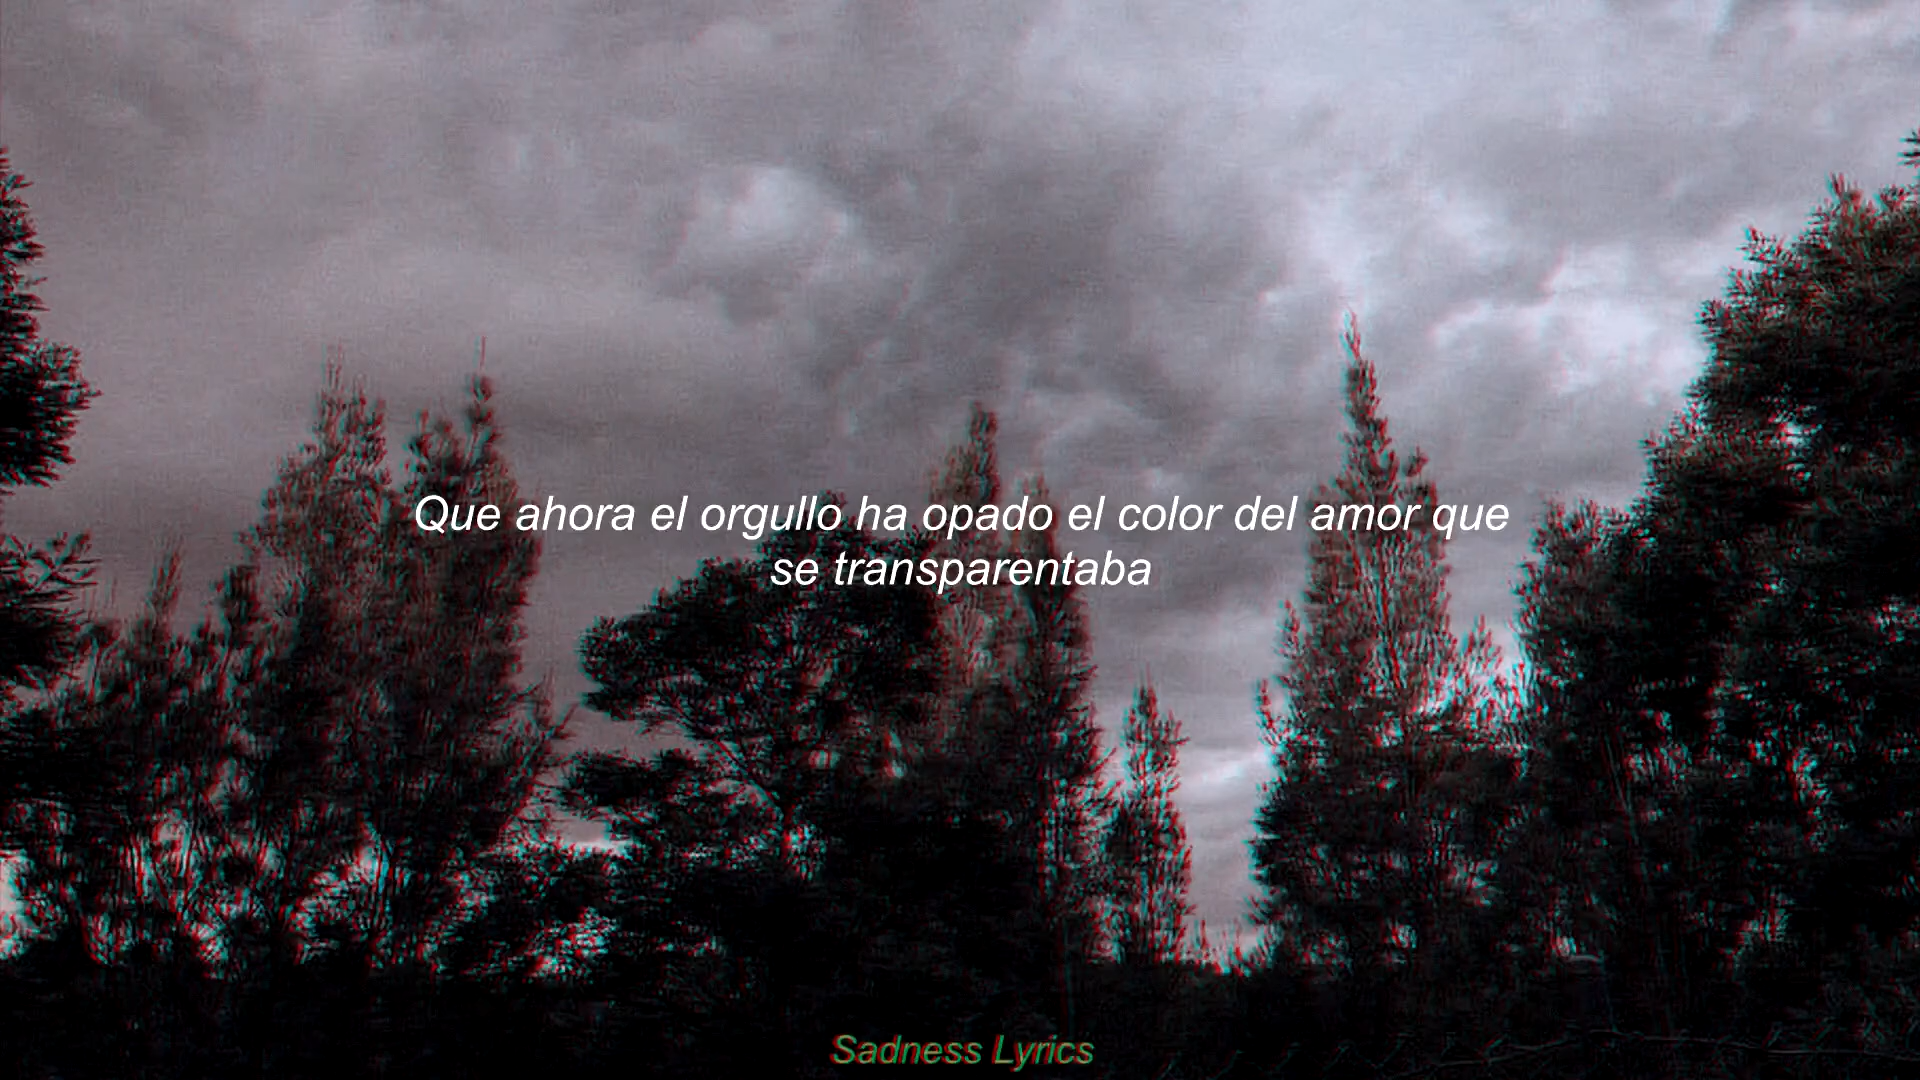 Que ahora el orgullo ha opado el color del amor que
se transparentaba
Sadness Lyrics